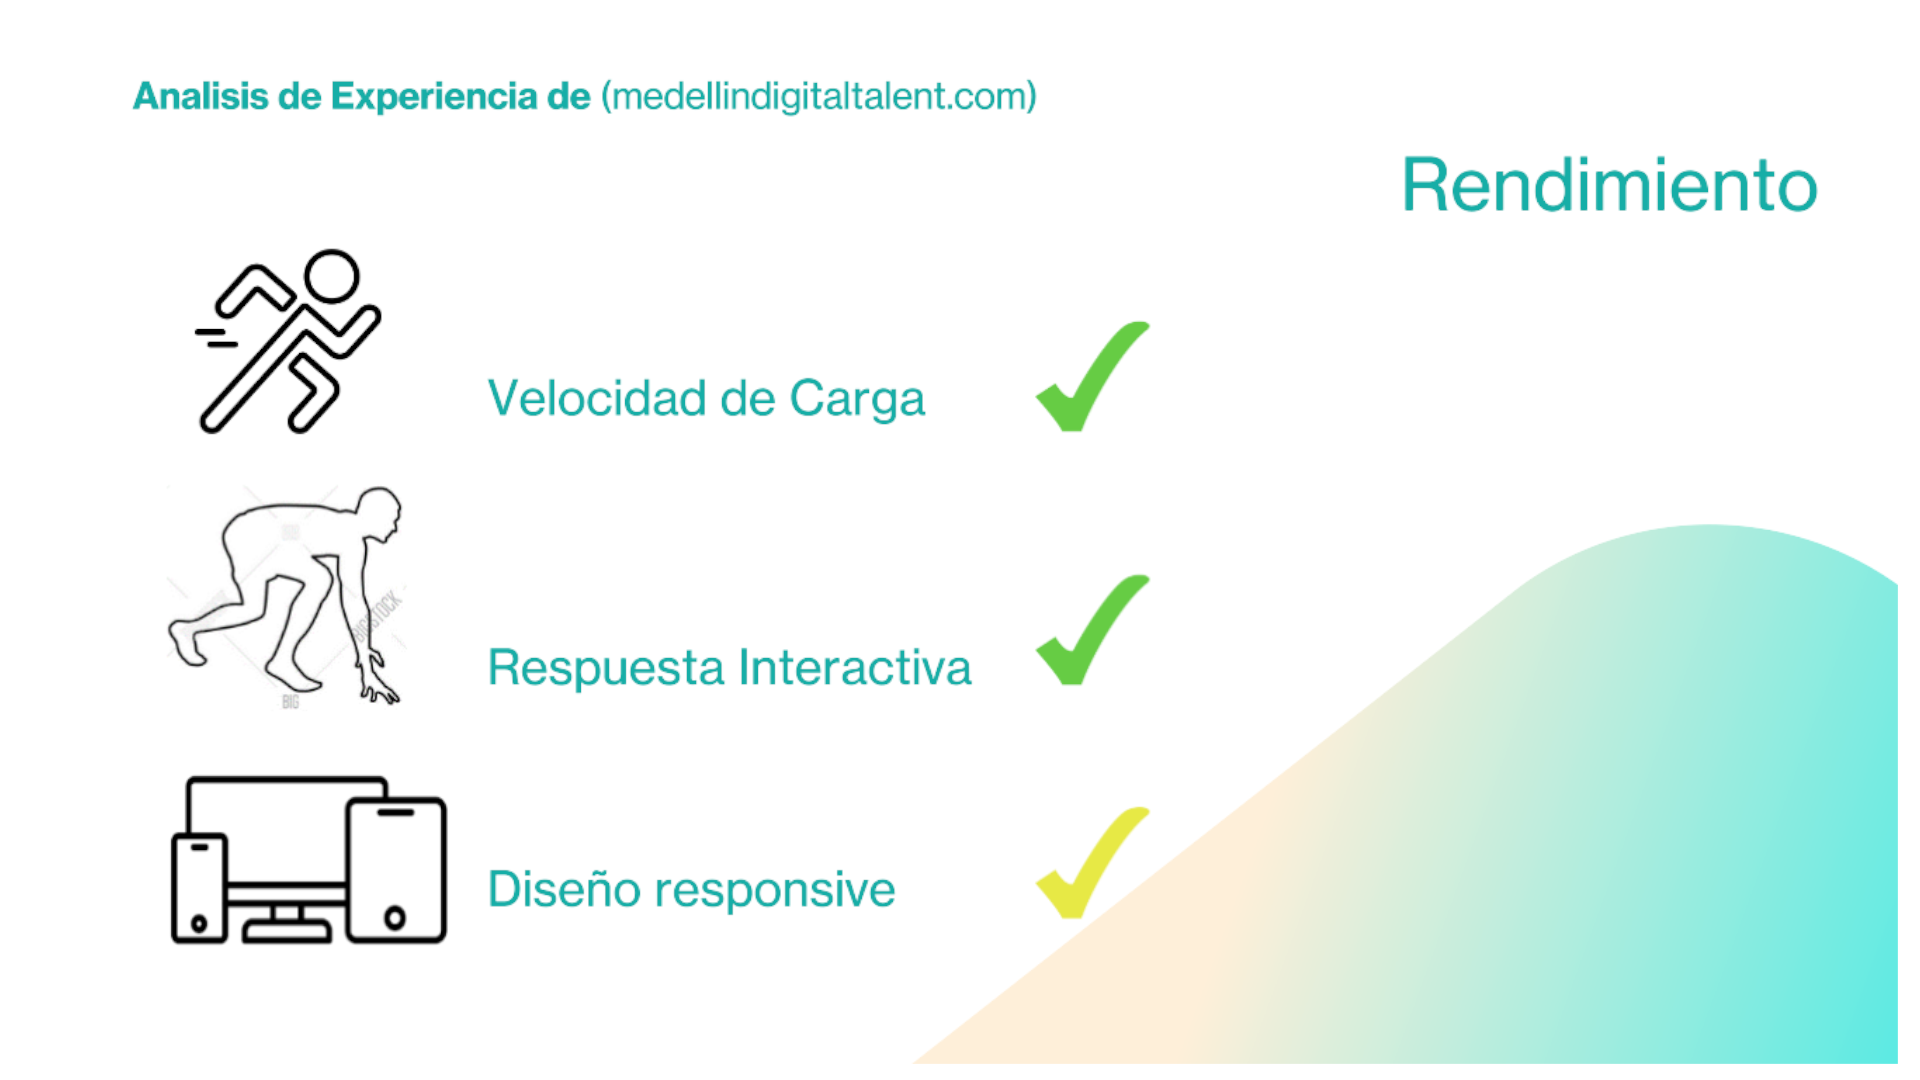 Analisis de Experiencia de (medellindigitaltalent.com)
Rendimiento
Velocidad de Carga
BIGSTOCK
BIG
Respuesta Interactiva
Diseño responsive